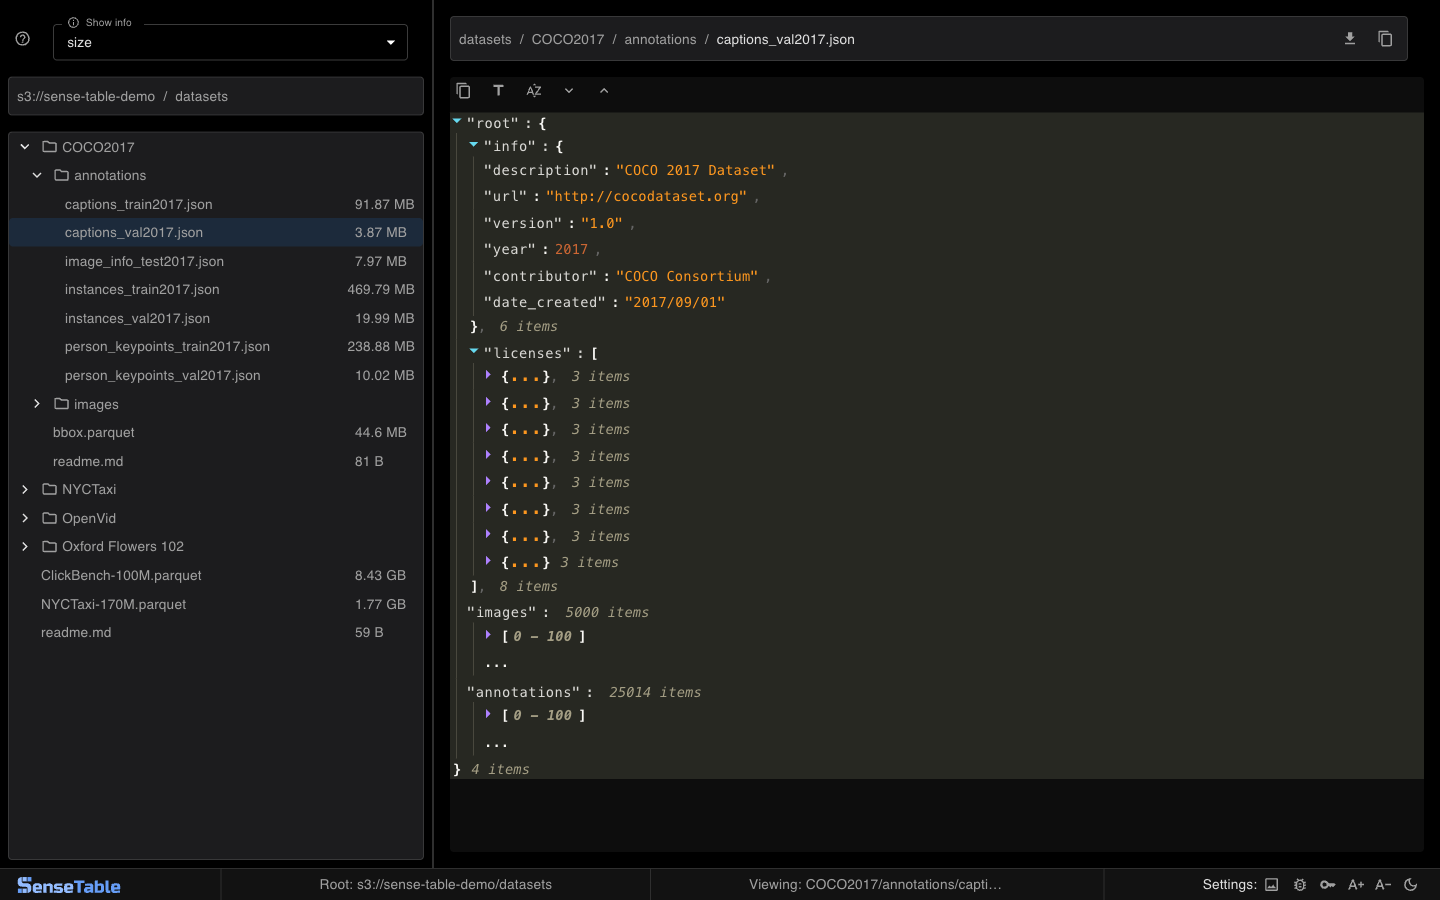 Show info
size
s3://sense-table-demo / datasets
COCO2017
annotations
captions_train2017.json 91.87 MB
captions_val2017.json 3.87 MB
image_info_test2017.json 7.97 MB
instances_train2017.json 469.79 MB
instances_val2017.json 19.99 MB
person_keypoints_train2017.json 238.88 MB
person_keypoints_val2017.json 10.02 MB
images
bbox.parquet 44.6 MB
readme.md 81 B
NYCTaxi
OpenVid
Oxford Flowers 102
ClickBench-100M.parquet 8.43 GB
NYCTaxi-170M.parquet 1.77 GB
readme.md 59 B
datasets / COCO2017 / annotations / captions_val2017.json
T AZ
"root" : {
"info" : {
"description" : "COCO 2017 Dataset" ,
"url" : "http://cocodataset.org" ,
"version" : "1.0" ,
"year" : 2017 ,
"contributor" : "COCO Consortium" ,
"date_created" : "2017/09/01"
}, 6 items
"licenses" : [
{...}, 3 items
{...}, 3 items
{...}, 3 items
{...}, 3 items
{...}, 3 items
{...}, 3 items
{...}, 3 items
{...} 3 items
], 8 items
"images" : 5000 items
[ 0 – 100 ]
...
"annotations" : 25014 items
[ 0 – 100 ]
...
} 4 items
SenseTable
Root: s3://sense-table-demo/datasets
Viewing: COCO2017/annotations/capti…
Settings: A+ A−